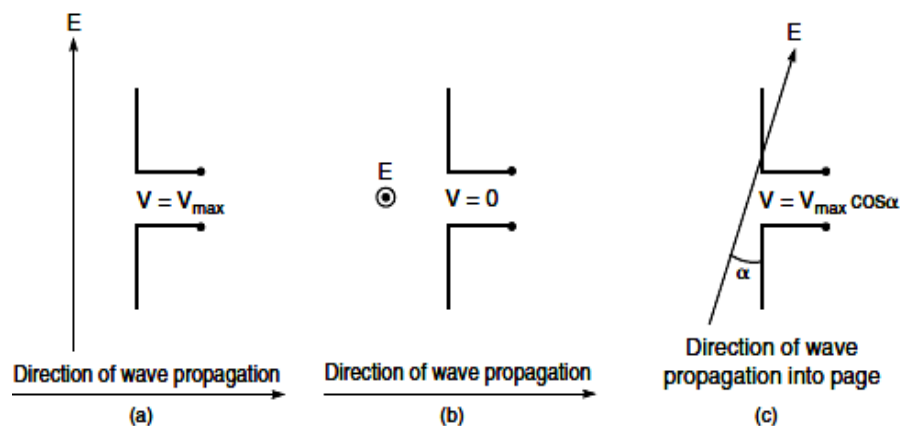 E
V = Vmax
Direction of wave propagation
(a)
E
V = 0
Direction of wave propagation
(b)
E
V = Vmax cosα
α
Direction of wave
propagation into page
(c)